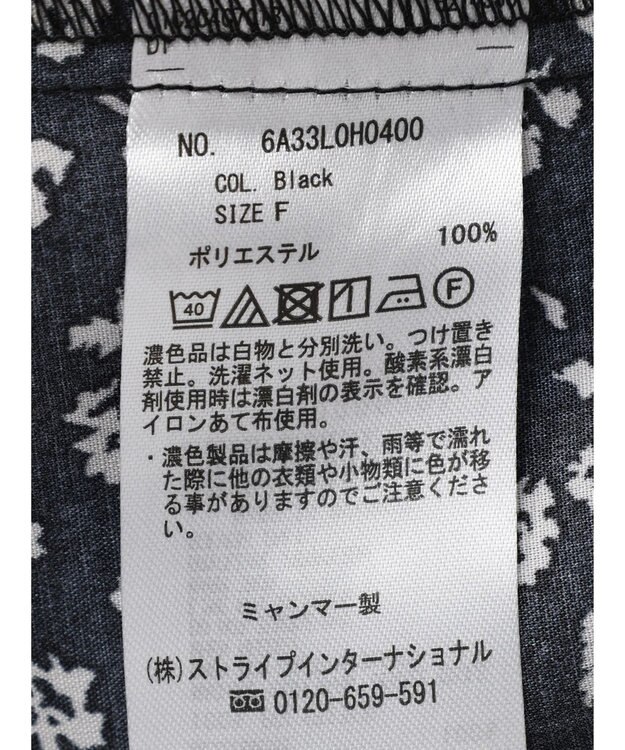 NO. 6A33L0H0400
COL. Black
SIZE F
ポリエステル 100%
40 F
濃色品は白物と分別洗い。つけ置き
禁止。洗濯ネット使用。酸素系漂白
剤使用時は漂白剤の表示を確認。ア
イロンあて布使用。
・濃色製品は摩擦や汗、雨等で濡れ
た際に他の衣類や小物類に色が移
る事がありますのでご注意くださ
い。
ミャンマー製
(株)ストライプインターナショナル
0120-659-591